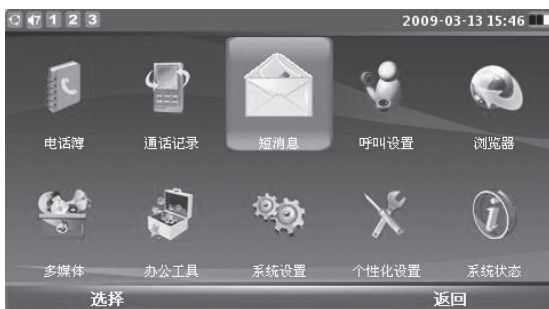 1 2 3 2009-03-13 15:46
电话簿 通话记录 短消息 呼叫设置 浏览器
多媒体 办公工具 系统设置 个性化设置 系统状态
选择 返回